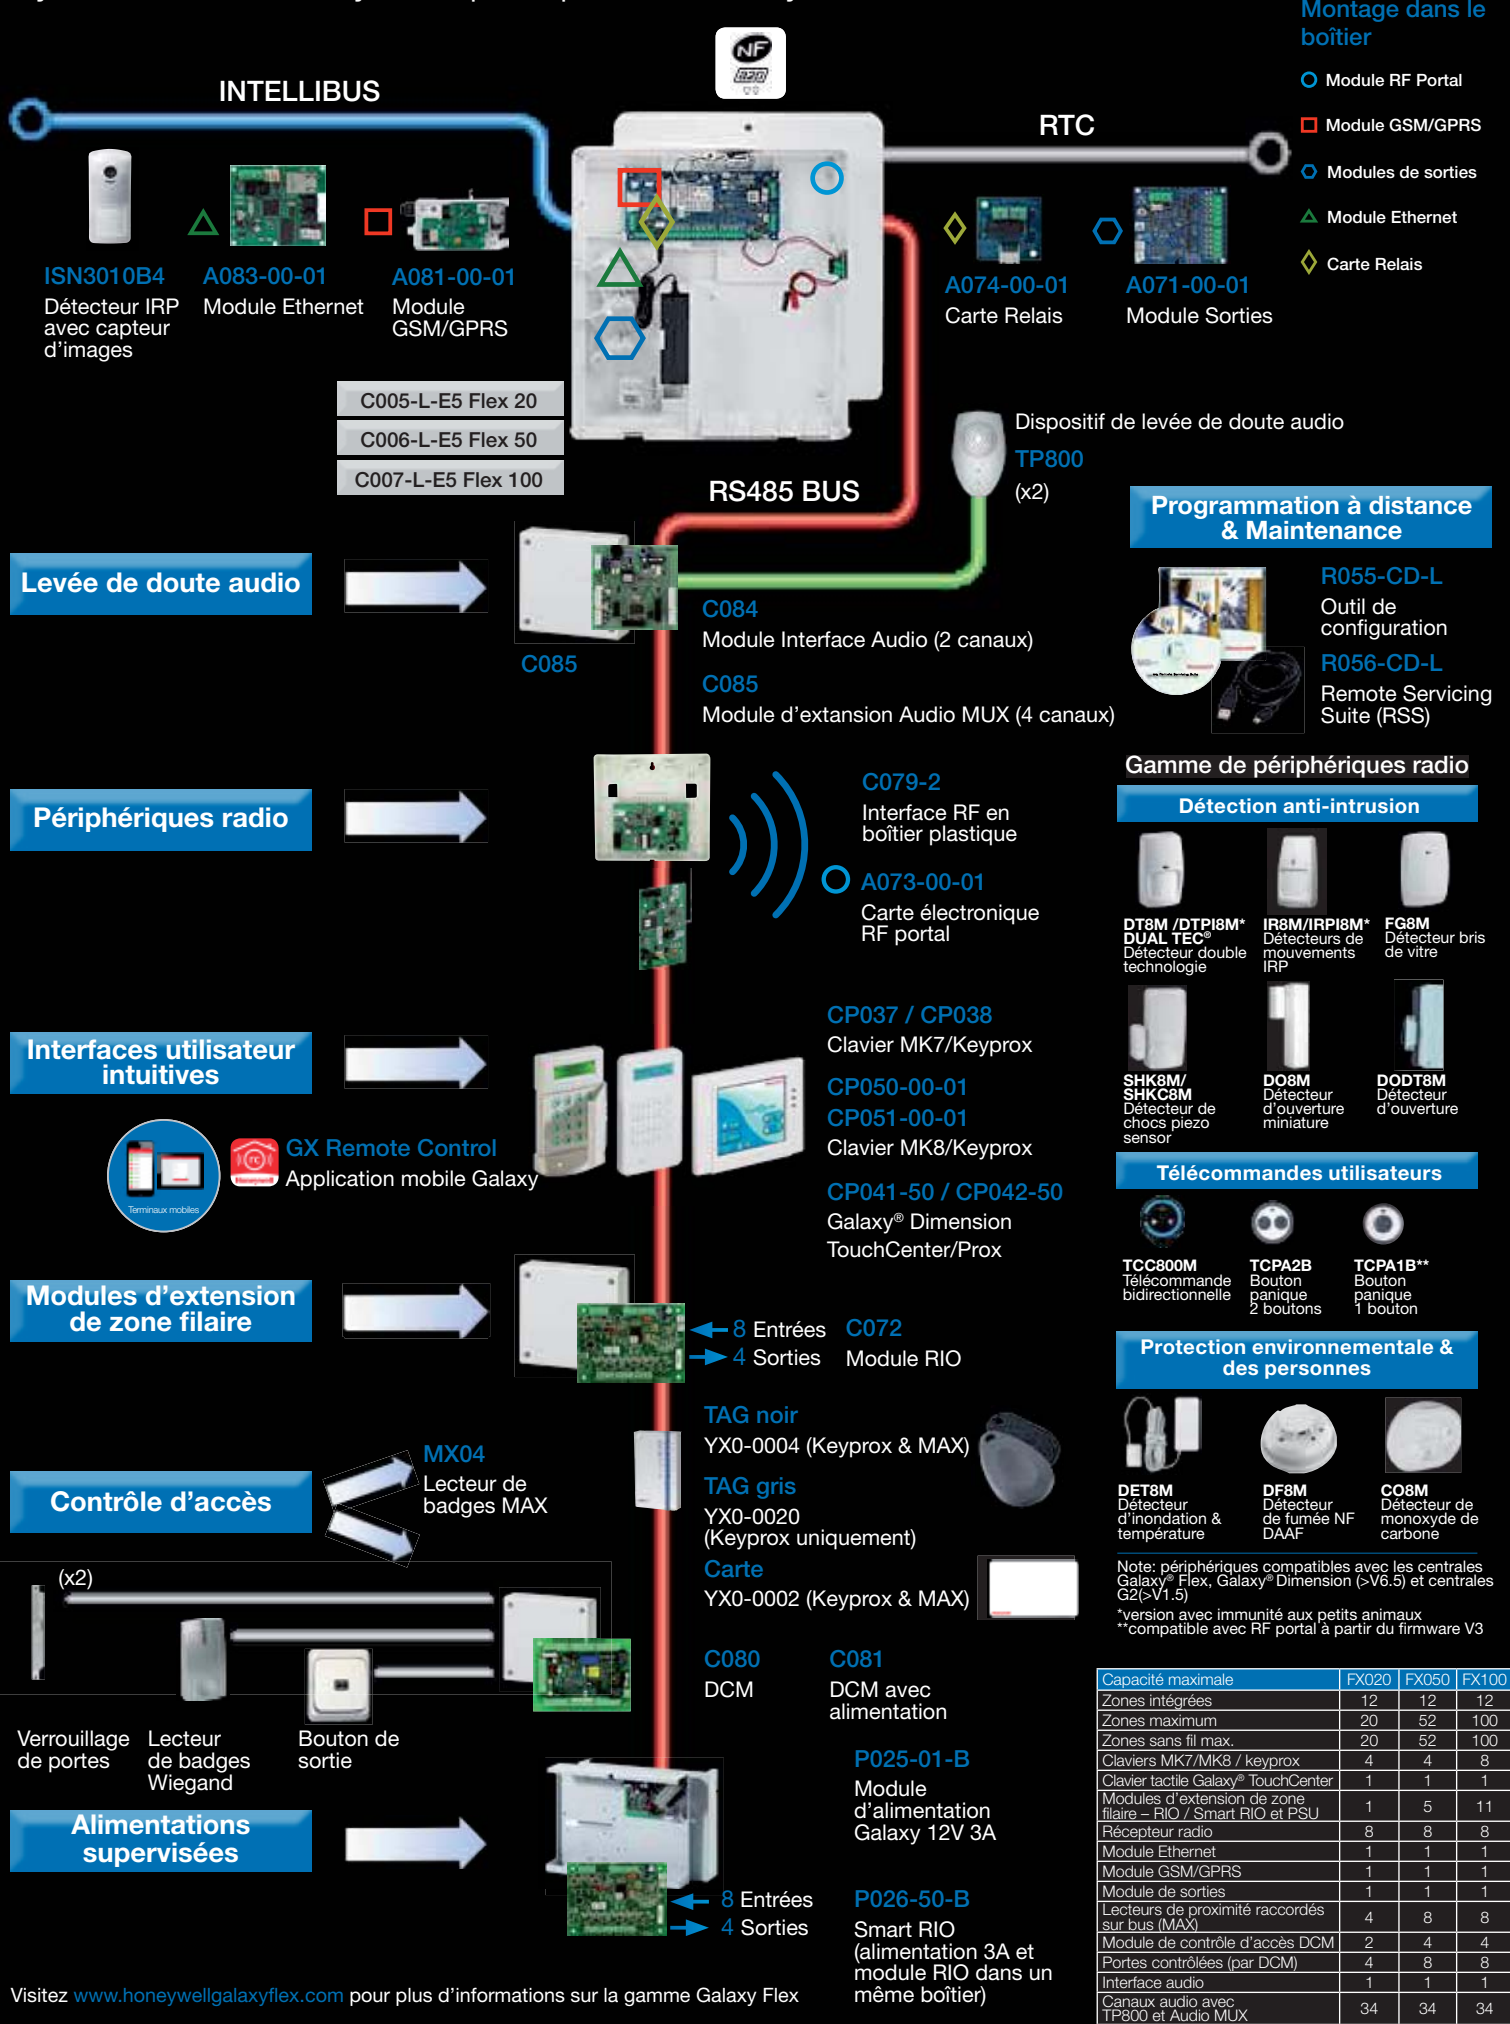 Montage dans le
boîtier
Module RF Portal
Module GSM/GPRS
Modules de sorties
Module Ethernet
Carte Relais
NF
INTELLIBUS
RTC
ISN3010B4
Détecteur IRP
avec capteur
d'images
A083-00-01
Module Ethernet
A081-00-01
Module
GSM/GPRS
A074-00-01
Carte Relais
A071-00-01
Module Sorties
C005-L-E5 Flex 20
C006-L-E5 Flex 50
C007-L-E5 Flex 100
RS485 BUS
Dispositif de levée de doute audio
TP800
(x2)
Programmation à distance
& Maintenance
R055-CD-L
Outil de
configuration
R056-CD-L
Remote Servicing
Suite (RSS)
Levée de doute audio
C085
C084
Module Interface Audio (2 canaux)
C085
Module d'extansion Audio MUX (4 canaux)
Périphériques radio
C079-2
Interface RF en
boîtier plastique
A073-00-01
Carte électronique
RF portal
Interfaces utilisateur
intuitives
Terminaux mobiles
GX Remote Control
Application mobile Galaxy
CP037 / CP038
Clavier MK7/Keyprox
CP050-00-01
CP051-00-01
Clavier MK8/Keyprox
CP041-50 / CP042-50
Galaxy® Dimension
TouchCenter/Prox
Modules d'extension
de zone filaire
8 Entrées
4 Sorties
C072
Module RIO
Contrôle d'accès
MX04
Lecteur de
badges MAX
TAG noir
YX0-0004 (Keyprox & MAX)
TAG gris
YX0-0020
(Keyprox uniquement)
Carte
YX0-0002 (Keyprox & MAX)
(x2)
Verrouillage
de portes
Lecteur
de badges
Wiegand
Bouton de
sortie
C080
DCM
C081
DCM avec
alimentation
Alimentations
supervisées
8 Entrées
4 Sorties
P025-01-B
Module
d'alimentation
Galaxy 12V 3A
P026-50-B
Smart RIO
(alimentation 3A et
module RIO dans un
même boîtier)
Visitez www.honeywellgalaxyflex.com pour plus d'informations sur la gamme Galaxy Flex
Gamme de périphériques radio
Détection anti-intrusion
DT8M /DTPI8M*
DUAL TEC®
Détecteur double
technologie
IR8M/IRPI8M*
Détecteurs de
mouvements
IRP
FG8M
Détecteur bris
de vitre
SHK8M/
SHKC8M
Détecteur de
chocs piezo
sensor
DO8M
Détecteur
d'ouverture
miniature
DODT8M
Détecteur
d'ouverture
Télécommandes utilisateurs
TCC800M
Télécommande
bidirectionnelle
TCPA2B
Bouton
panique
2 boutons
TCPA1B**
Bouton
panique
1 bouton
Protection environnementale &
des personnes
DET8M
Détecteur
d'inondation &
température
DF8M
Détecteur
de fumée NF
DAAF
CO8M
Détecteur de
monoxyde de
carbone
Note: périphériques compatibles avec les centrales
Galaxy® Flex, Galaxy® Dimension (>V6.5) et centrales
G2(>V1.5)
*version avec immunité aux petits animaux
**compatible avec RF portal à partir du firmware V3
Capacité maximale FX020 FX050 FX100
Zones intégrées 12 12 12
Zones maximum 20 52 100
Zones sans fil max. 20 52 100
Claviers MK7/MK8 / keyprox 4 4 8
Clavier tactile Galaxy® TouchCenter 1 1 1
Modules d'extension de zone
filaire – RIO / Smart RIO et PSU 1 5 11
Récepteur radio 8 8 8
Module Ethernet 1 1 1
Module GSM/GPRS 1 1 1
Module de sorties 1 1 1
Lecteurs de proximité raccordés
sur bus (MAX) 4 8 8
Module de contrôle d'accès DCM 2 4 4
Portes contrôlées (par DCM) 4 8 8
Interface audio 1 1 1
Canaux audio avec
TP800 et Audio MUX 34 34 34